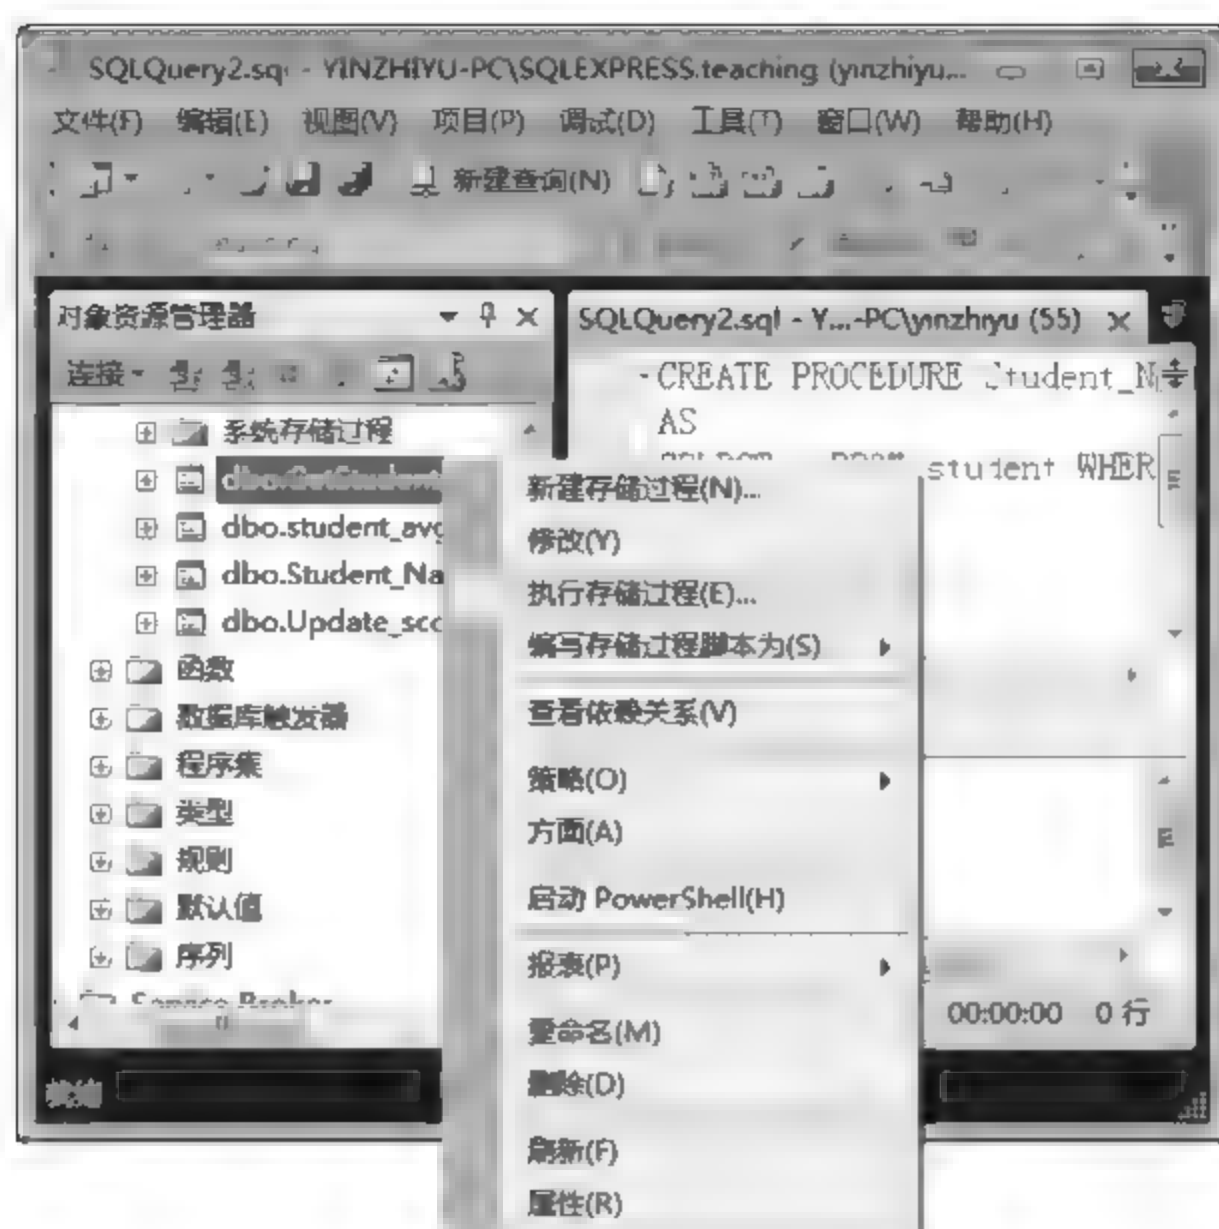 SQLQuery2.sql - YINZHIYU-PC\SQLEXPRESS.teaching (yinzhiyu...
文件(F) 编辑(E) 视图(V) 项目(P) 调试(D) 工具(T) 窗口(W) 帮助(H)
新建查询(N)
对象资源管理器
连接
系统存储过程
dbo.student_avg
dbo.Student_Na
dbo.Update_sco
函数
数据库触发器
程序集
类型
规则
默认值
序列
Service Broker
SQLQuery2.sql - Y...-PC\yinzhiyu (55)
CREATE PROCEDURE Student_N
AS
student WHER
新建存储过程(N)...
修改(Y)
执行存储过程(E)...
编写存储过程脚本为(S)
查看依赖关系(V)
策略(O)
方面(A)
启动 PowerShell(H)
报表(P)
重命名(M)
删除(D)
刷新(F)
属性(R)
00:00:00 0 行